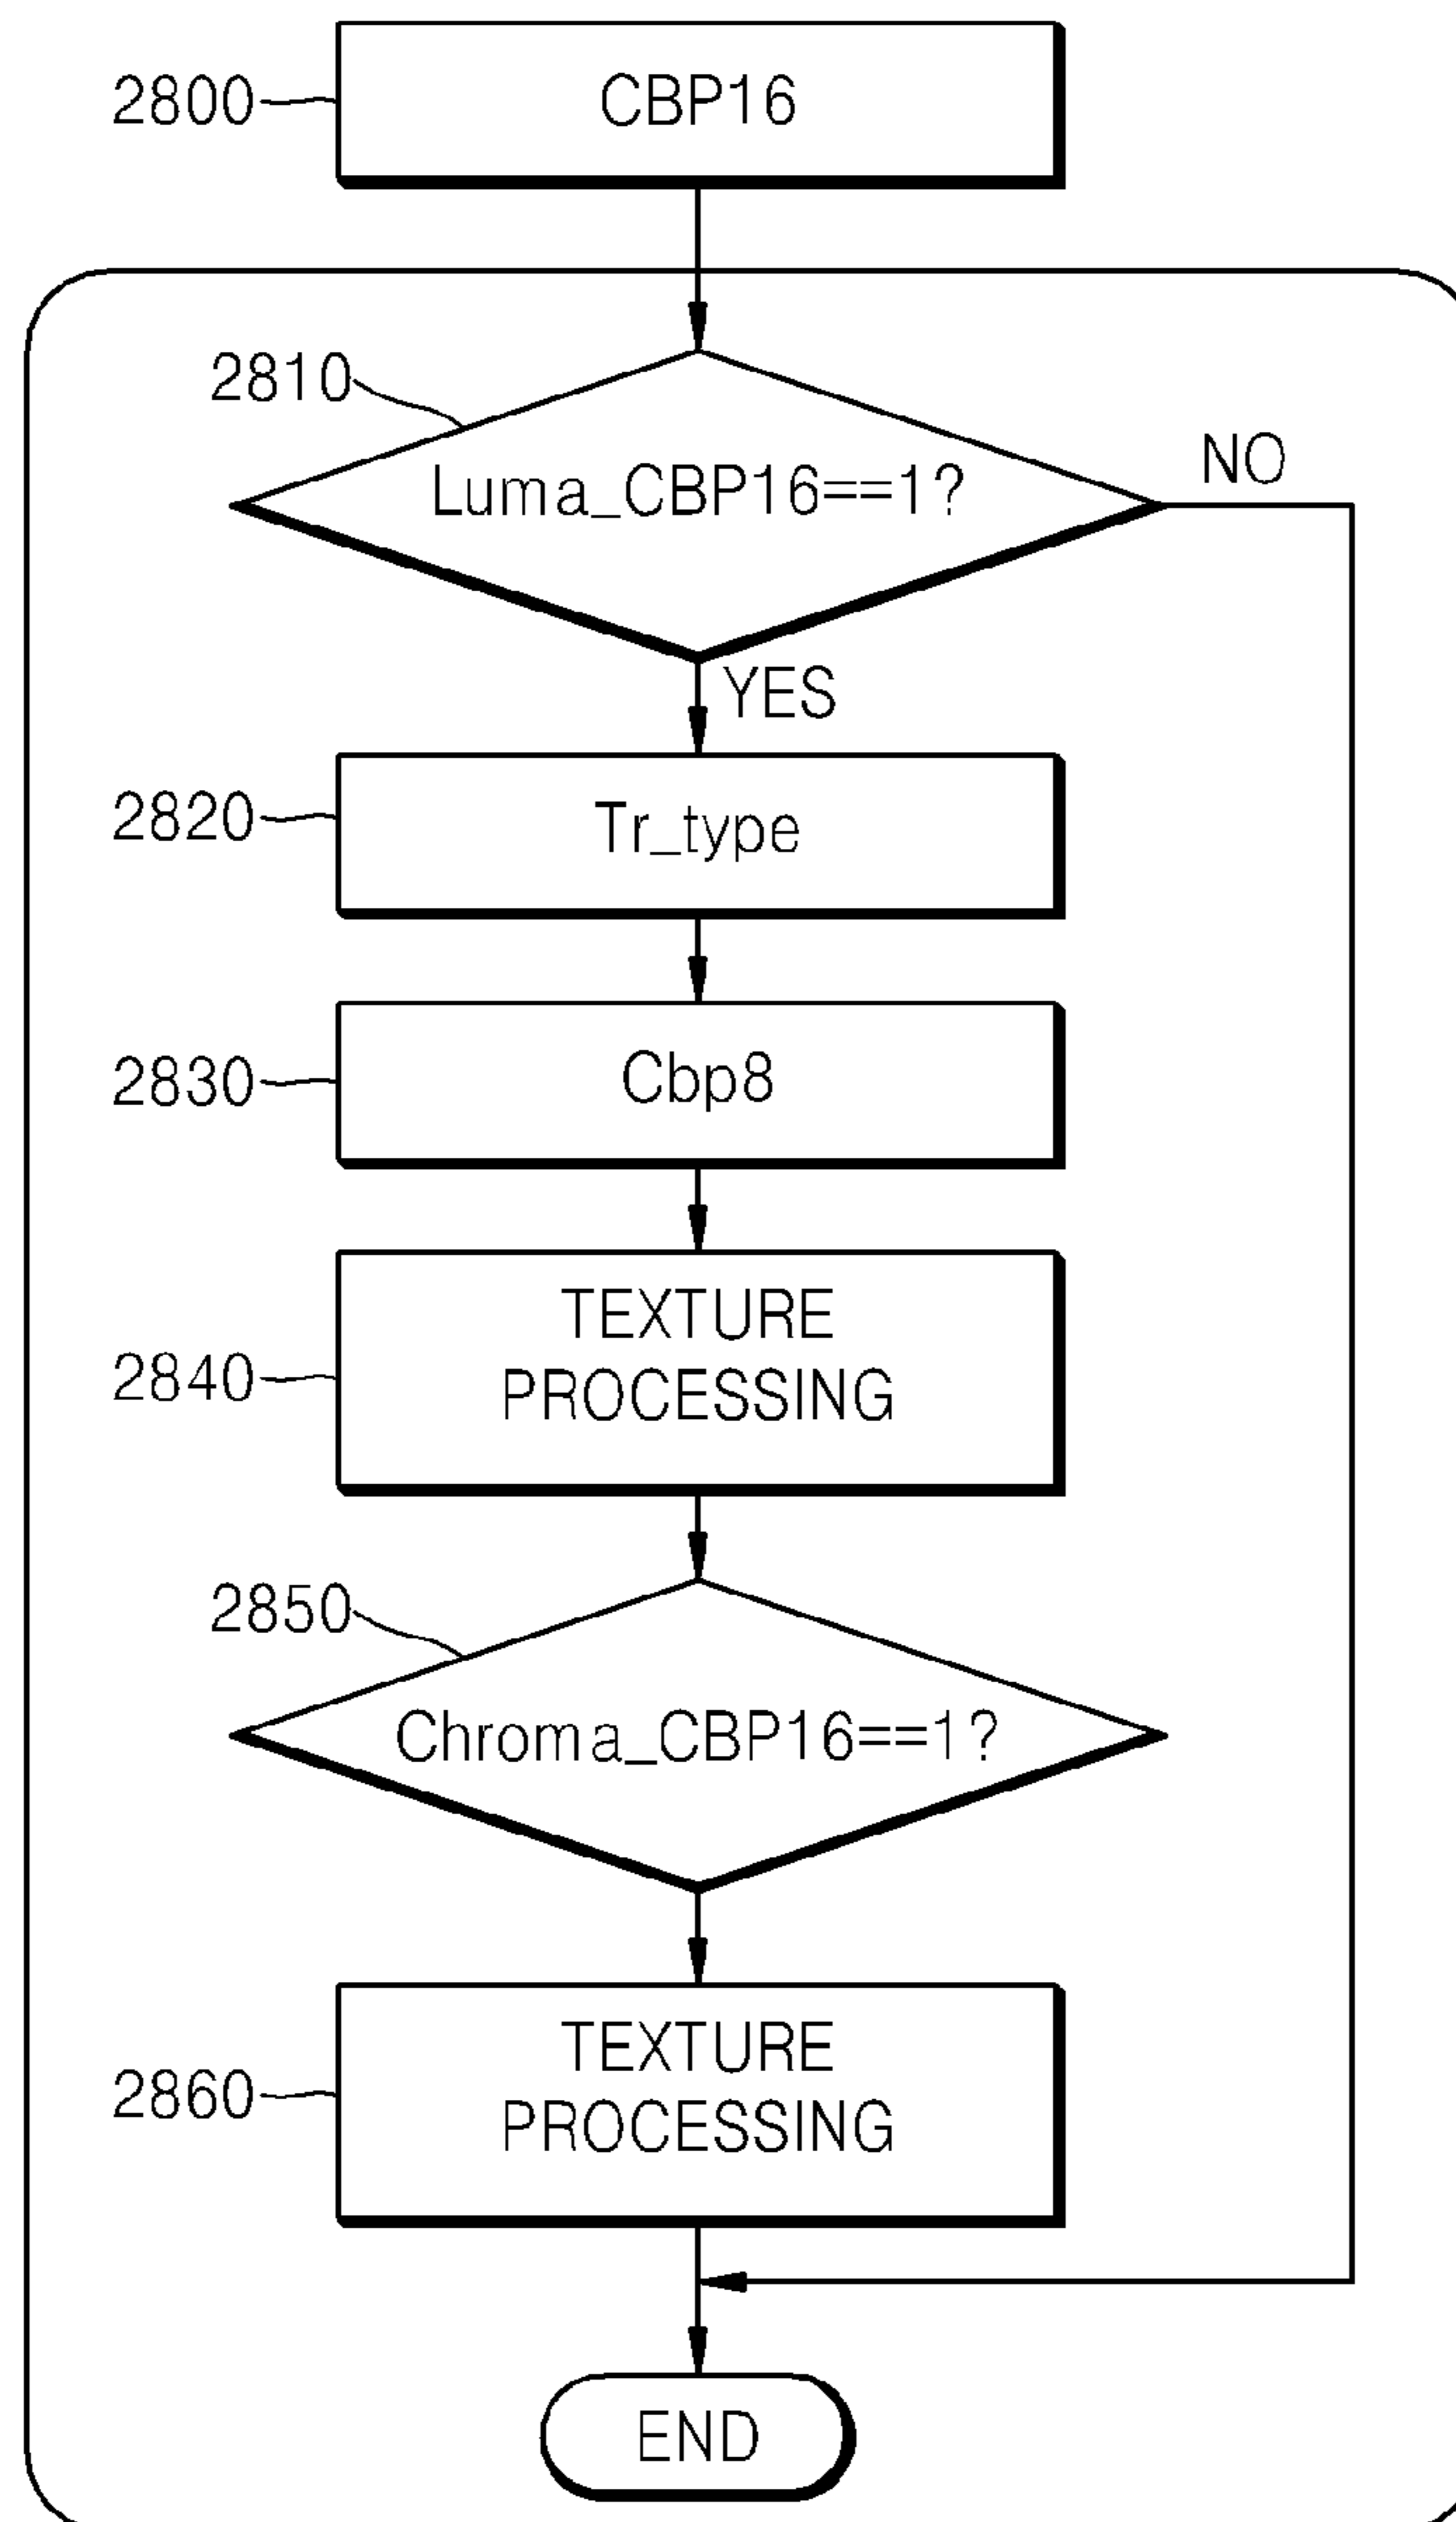 2800
CBP16
2810
Luma_CBP16==1?
NO
YES
2820
Tr_type
2830
Cbp8
2840
TEXTURE
PROCESSING
2850
Chroma_CBP16==1?
2860
TEXTURE
PROCESSING
END